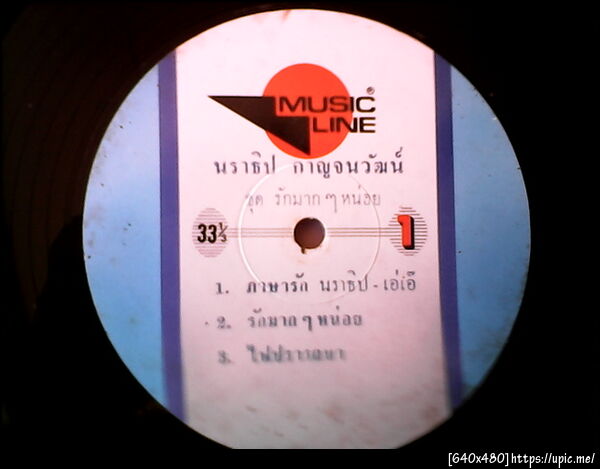 MUSIC®
LINE
นราธิป กาญจนวัฒน์
ชุด รักมาก ๆ หน่อย
33⅓
1
1. ภาษารัก นราธิป - เอ๋เอ๊
2. รักมาก ๆ หน่อย
3. ไฟปรารถนา
[640x480]https://upic.me/